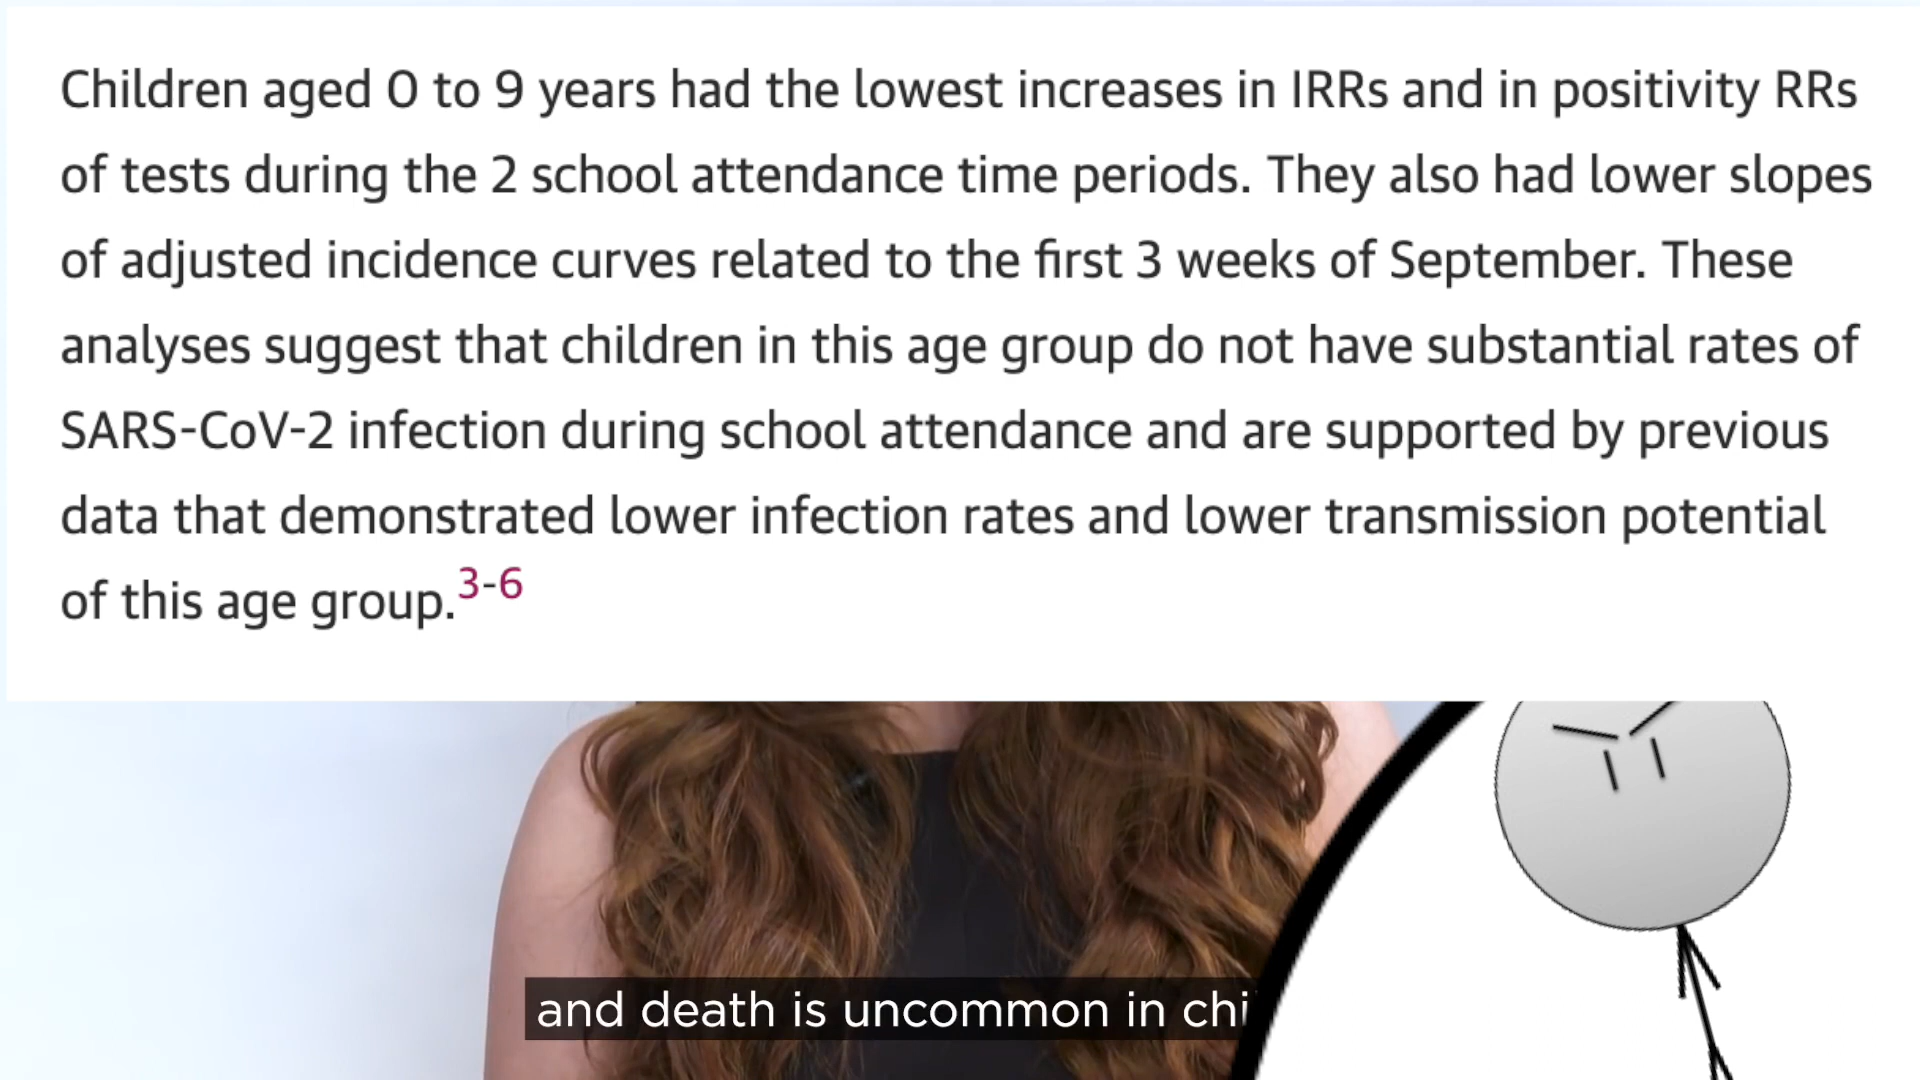 Children aged 0 to 9 years had the lowest increases in IRRs and in positivity RRs
of tests during the 2 school attendance time periods. They also had lower slopes
of adjusted incidence curves related to the first 3 weeks of September. These
analyses suggest that children in this age group do not have substantial rates of
SARS-CoV-2 infection during school attendance and are supported by previous
data that demonstrated lower infection rates and lower transmission potential
of this age group.3-6
and death is uncommon in chi